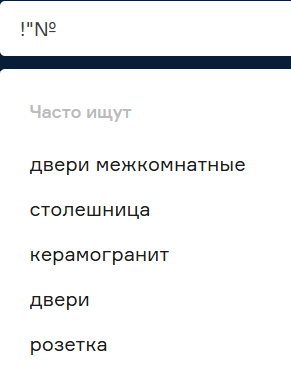 !"№
Часто ищут
двери межкомнатные
столешница
керамогранит
двери
розетка